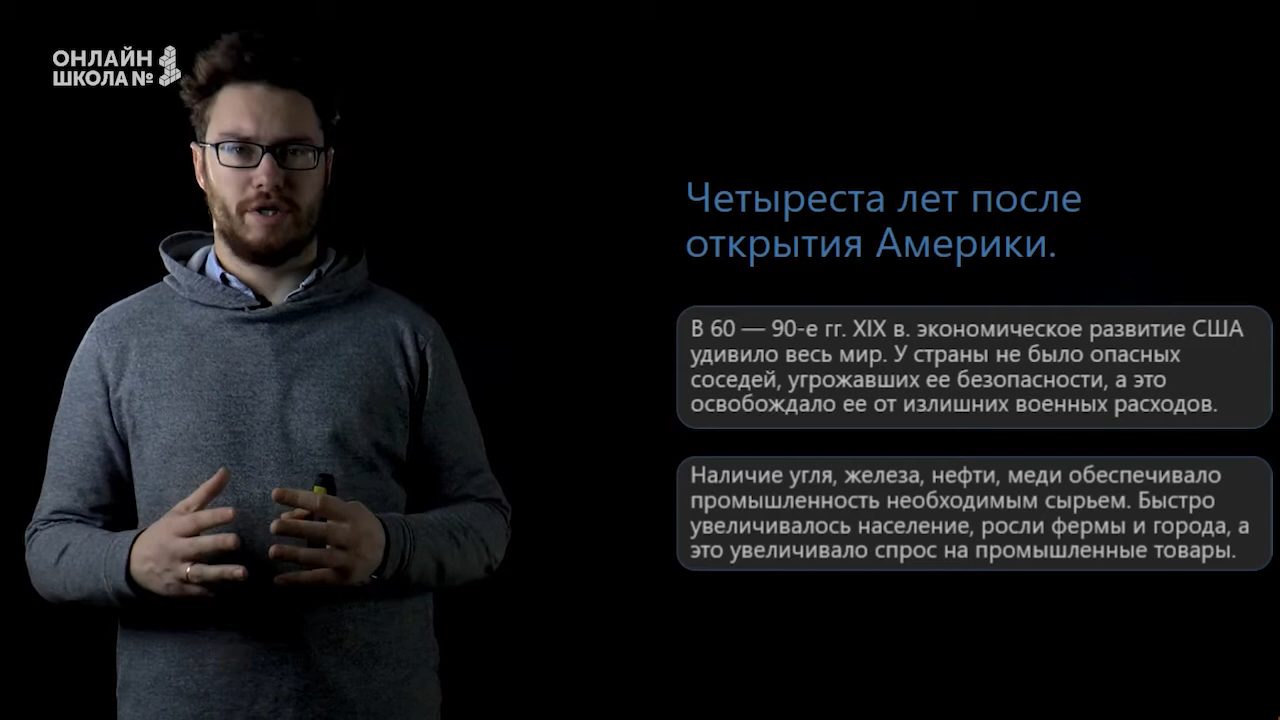 ОНЛАЙН
ШКОЛА №
Четыреста лет после
открытия Америки.
В 60 — 90-е гг. XIX в. экономическое развитие США
удивило весь мир. У страны не было опасных
соседей, угрожавших ее безопасности, а это
освобождало ее от излишних военных расходов.
Наличие угля, железа, нефти, меди обеспечивало
промышленность необходимым сырьем. Быстро
увеличивалось население, росли фермы и города, а
это увеличивало спрос на промышленные товары.